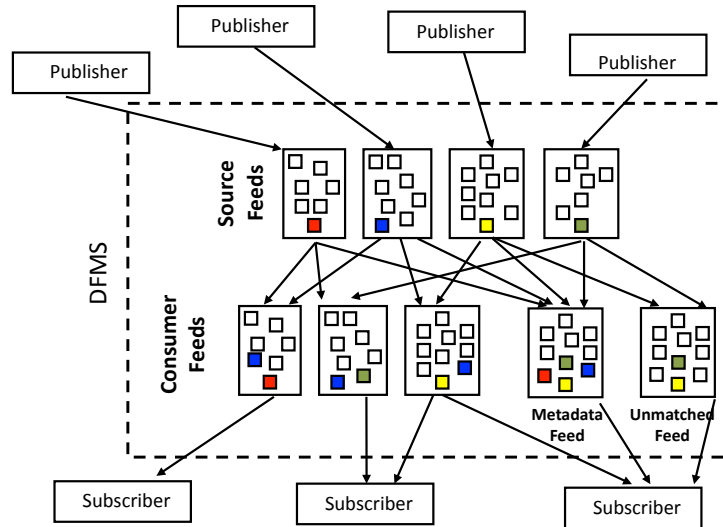 Publisher
Publisher
Publisher
Publisher
DFMS
Source
Feeds
Consumer
Feeds
Metadata
Feed
Unmatched
Feed
Subscriber
Subscriber
Subscriber